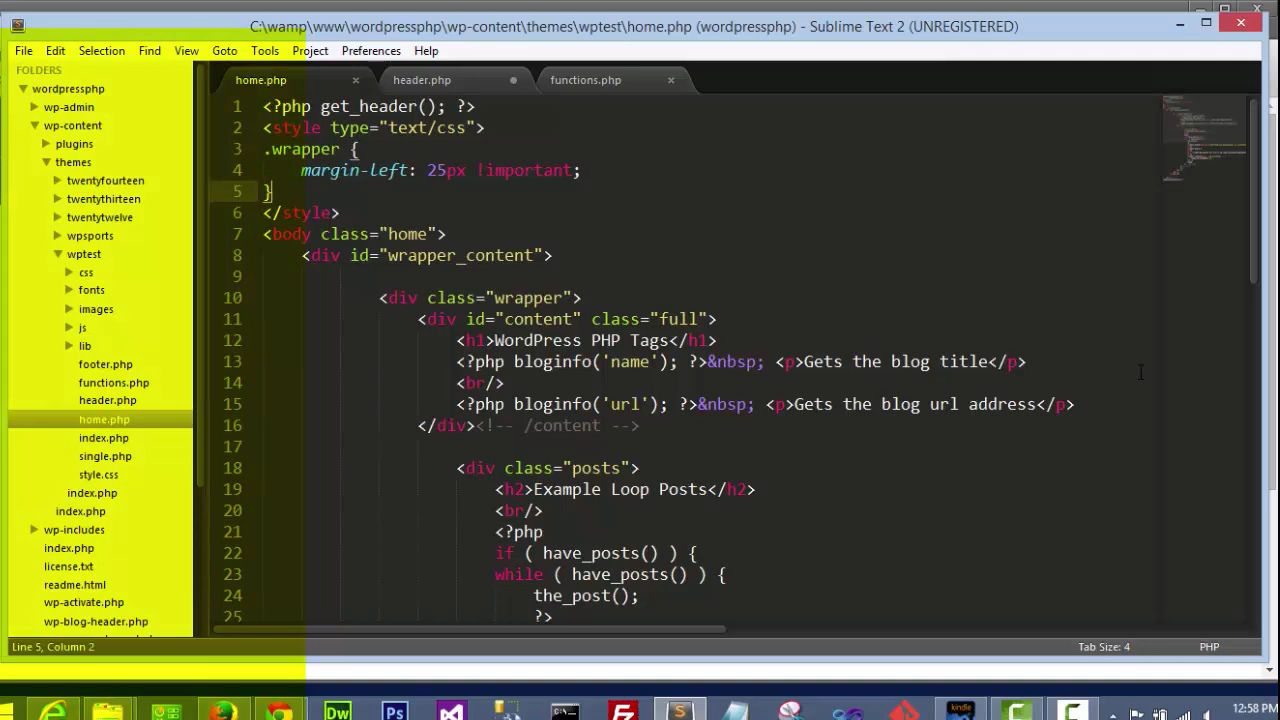 C:\wamp\www\wordpressphp\wp-content\themes\wptest\home.php (wordpressphp) - Sublime Text 2 (UNREGISTERED)
File Edit Selection Find View Goto Tools Project Preferences Help
FOLDERS
wordpressphp
wp-admin
wp-content
plugins
themes
twentyfourteen
twentythirteen
twentytwelve
wpsports
wptest
css
fonts
images
js
lib
footer.php
functions.php
header.php
home.php
index.php
single.php
style.css
index.php
index.php
wp-includes
index.php
license.txt
readme.html
wp-activate.php
wp-blog-header.php
home.php header.php functions.php
1 <?php get_header(); ?>
2 <style type="text/css">
3 .wrapper {
4 margin-left: 25px !important;
5 }
6 </style>
7 <body class="home">
8 <div id="wrapper_content">
9
10 <div class="wrapper">
11 <div id="content" class="full">
12 <h1>WordPress PHP Tags</h1>
13 <?php bloginfo('name'); ?>&nbsp; <p>Gets the blog title</p>
14 <br/>
15 <?php bloginfo('url'); ?>&nbsp; <p>Gets the blog url address</p>
16 </div><!-- /content -->
17
18 <div class="posts">
19 <h2>Example Loop Posts</h2>
20 <br/>
21 <?php
22 if ( have_posts() ) {
23 while ( have_posts() ) {
24 the_post();
25 ?>
Line 5, Column 2
Tab Size: 4 PHP
Dw Ps kindle
12:58 PM